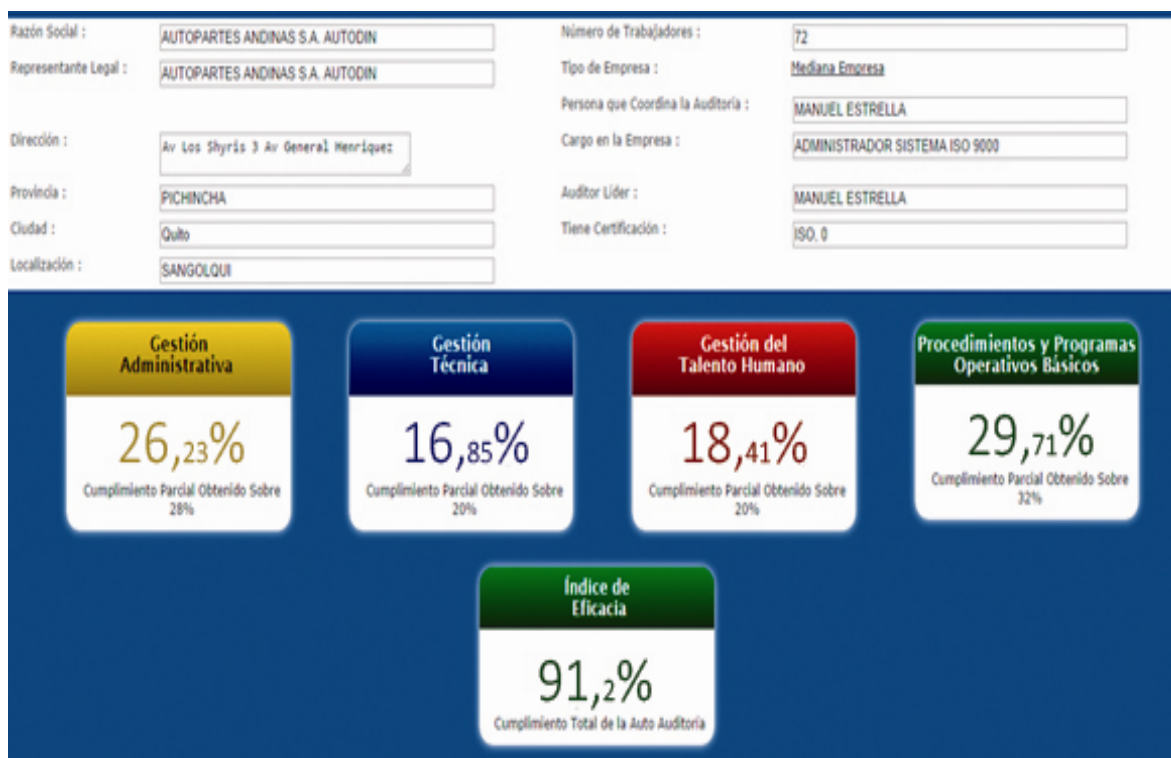 Razón Social :
AUTOPARTES ANDINAS S.A. AUTODIN
Representante Legal :
AUTOPARTES ANDINAS S.A. AUTODIN
Dirección :
Av Los Shyris 3 Av General Henriquez
Provincia :
PICHINCHA
Ciudad :
Quito
Localización :
SANGOLQUI
Número de Trabajadores :
72
Tipo de Empresa :
Mediana Empresa
Persona que Coordina la Auditoría :
MANUEL ESTRELLA
Cargo en la Empresa :
ADMINISTRADOR SISTEMA ISO 9000
Auditor Líder :
MANUEL ESTRELLA
Tiene Certificación :
ISO, 0
Gestión
Administrativa
26,23%
Cumplimiento Parcial Obtenido Sobre
28%
Gestión
Técnica
16,85%
Cumplimiento Parcial Obtenido Sobre
20%
Gestión del
Talento Humano
18,41%
Cumplimiento Parcial Obtenido Sobre
20%
Procedimientos y Programas
Operativos Básicos
29,71%
Cumplimiento Parcial Obtenido Sobre
32%
Índice de
Eficacia
91,2%
Cumplimiento Total de la Auto Auditoría